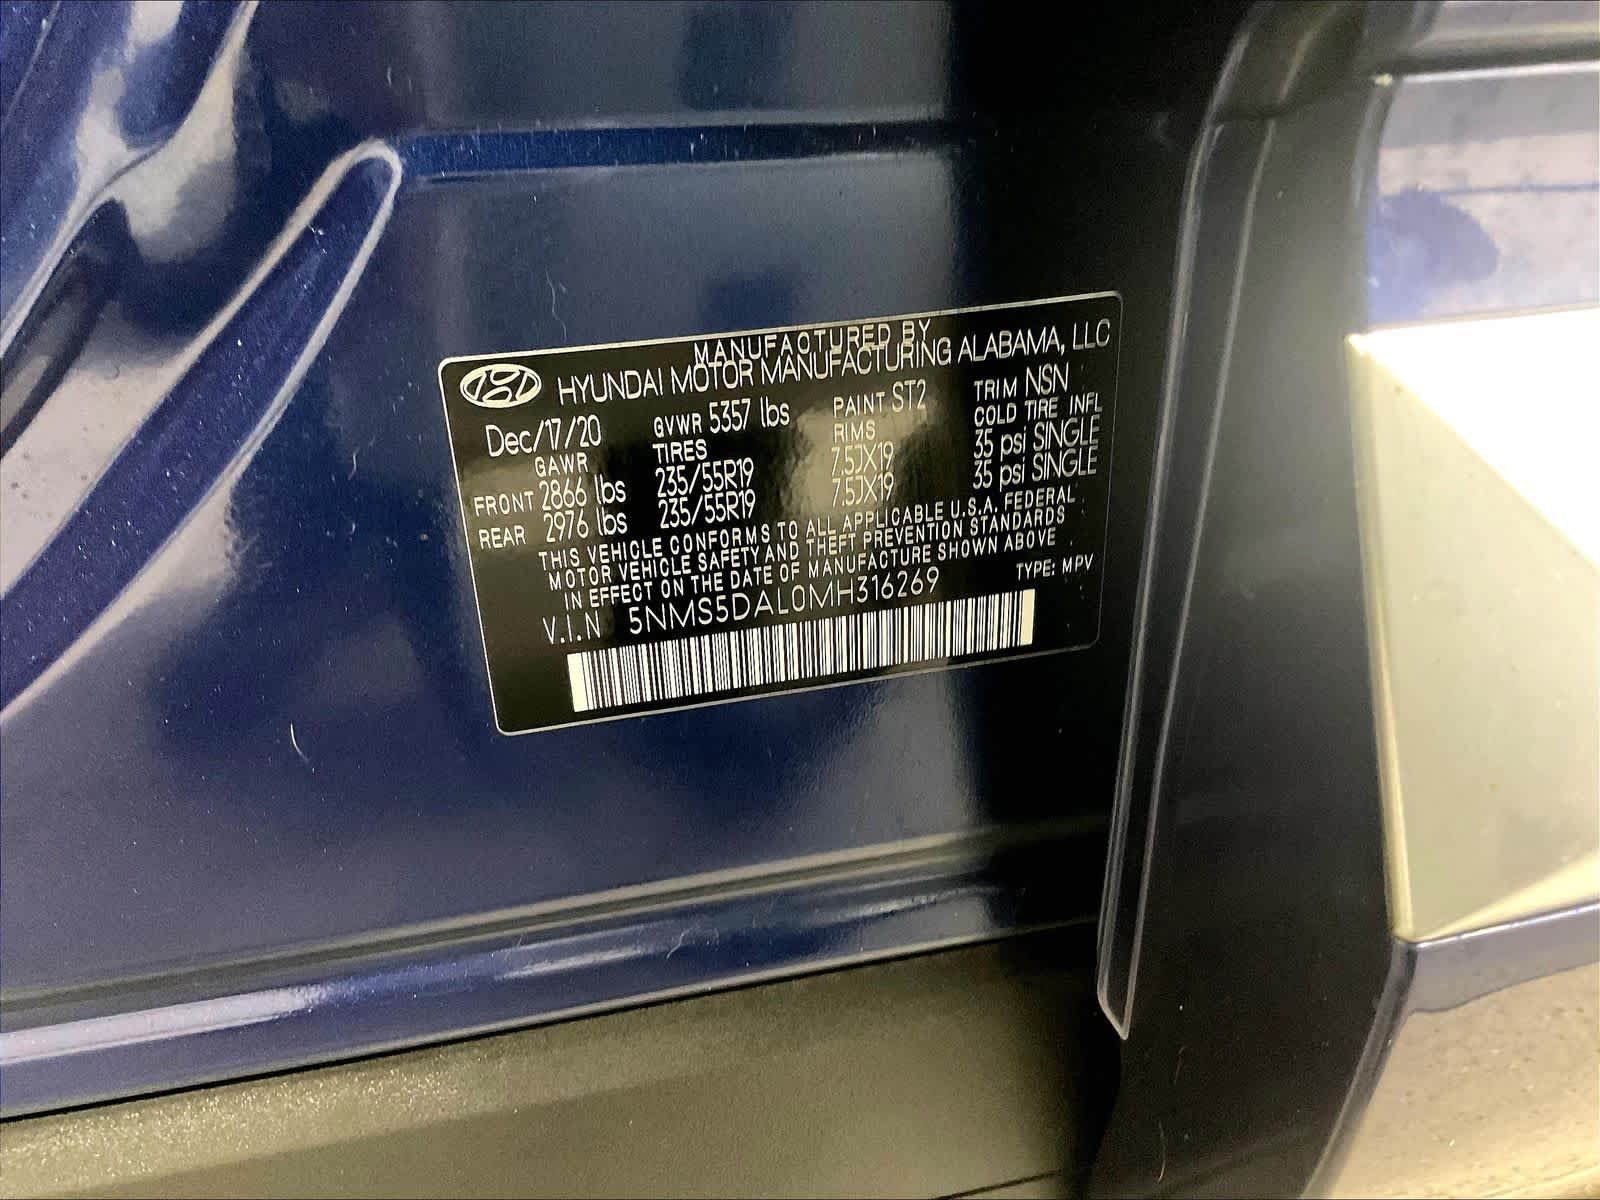 MANUFACTURED BY
HYUNDAI MOTOR MANUFACTURING ALABAMA, LLC
Dec/17/20 GVWR 5357 lbs PAINT ST2 TRIM NSN
GAWR TIRES RIMS COLD TIRE INFL
FRONT 2866 lbs 235/55R19 7.5JX19 35 psi SINGLE
REAR 2976 lbs 235/55R19 7.5JX19 35 psi SINGLE
THIS VEHICLE CONFORMS TO ALL APPLICABLE U.S.A. FEDERAL
MOTOR VEHICLE SAFETY AND THEFT PREVENTION STANDARDS
IN EFFECT ON THE DATE OF MANUFACTURE SHOWN ABOVE
V.I.N 5NMS5DAL0MH316269 TYPE: MPV